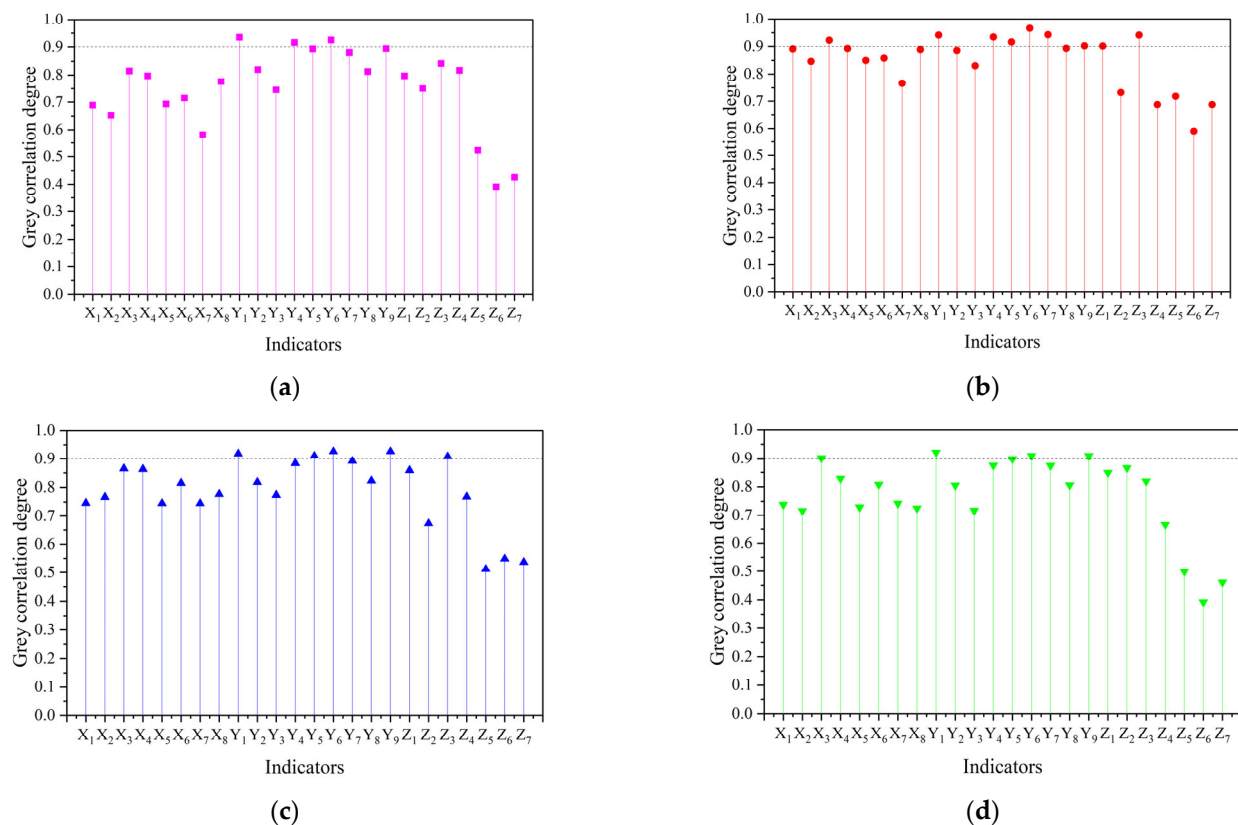 1.0
0.9
0.8
0.7
0.6
0.5
0.4
0.3
0.2
0.1
0.0
Grey correlation degree
X₁ X₂ X₃ X₄ X₅ X₆ X₇ X₈ Y₁ Y₂ Y₃ Y₄ Y₅ Y₆ Y₇ Y₈ Y₉ Z₁ Z₂ Z₃ Z₄ Z₅ Z₆ Z₇
Indicators
(a)
1.0
0.9
0.8
0.7
0.6
0.5
0.4
0.3
0.2
0.1
0.0
Grey correlation degree
X₁ X₂ X₃ X₄ X₅ X₆ X₇ X₈ Y₁ Y₂ Y₃ Y₄ Y₅ Y₆ Y₇ Y₈ Y₉ Z₁ Z₂ Z₃ Z₄ Z₅ Z₆ Z₇
Indicators
(b)
1.0
0.9
0.8
0.7
0.6
0.5
0.4
0.3
0.2
0.1
0.0
Grey correlation degree
X₁ X₂ X₃ X₄ X₅ X₆ X₇ X₈ Y₁ Y₂ Y₃ Y₄ Y₅ Y₆ Y₇ Y₈ Y₉ Z₁ Z₂ Z₃ Z₄ Z₅ Z₆ Z₇
Indicators
(c)
1.0
0.9
0.8
0.7
0.6
0.5
0.4
0.3
0.2
0.1
0.0
Grey correlation degree
X₁ X₂ X₃ X₄ X₅ X₆ X₇ X₈ Y₁ Y₂ Y₃ Y₄ Y₅ Y₆ Y₇ Y₈ Y₉ Z₁ Z₂ Z₃ Z₄ Z₅ Z₆ Z₇
Indicators
(d)